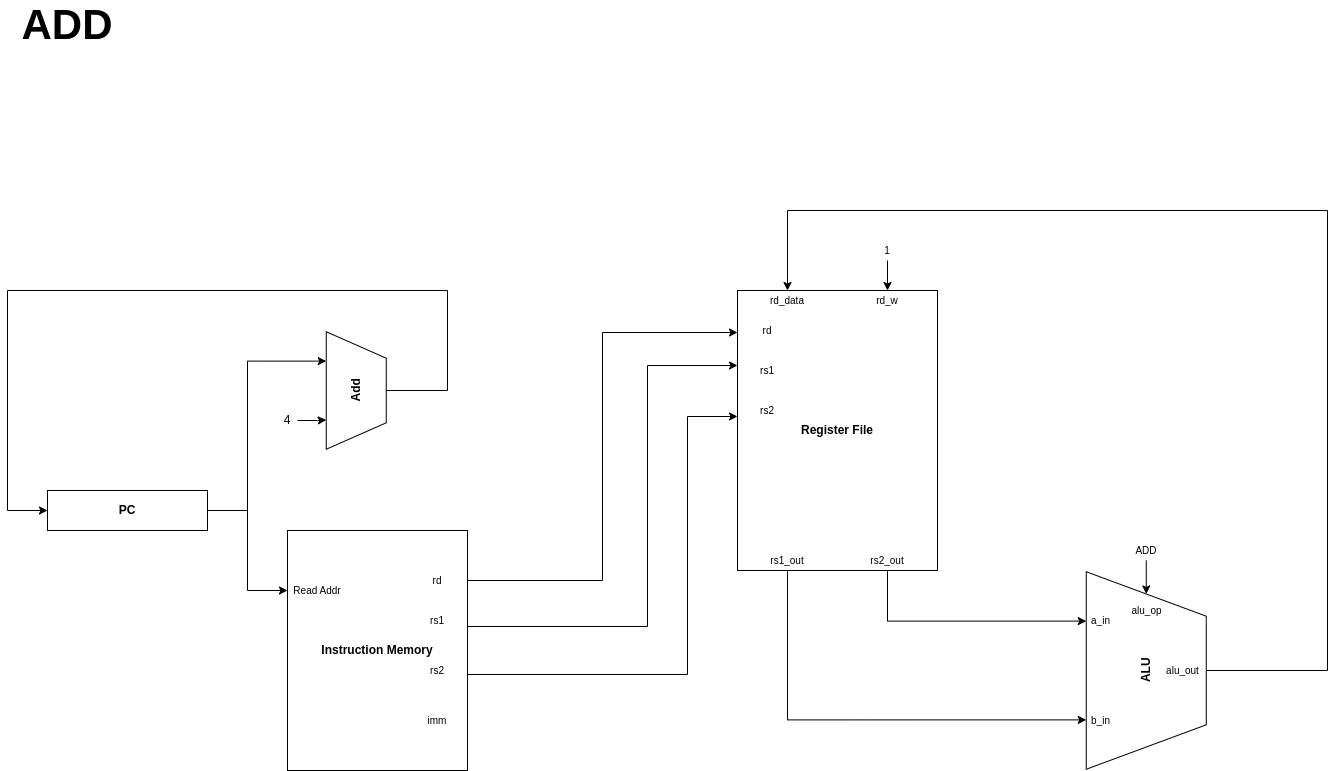 ADD
1
rd_data
rd_w
rd
rs1
rs2
Register File
rs1_out
rs2_out
Add
4
PC
Read Addr
rd
rs1
Instruction Memory
rs2
imm
ADD
alu_op
a_in
ALU
alu_out
b_in